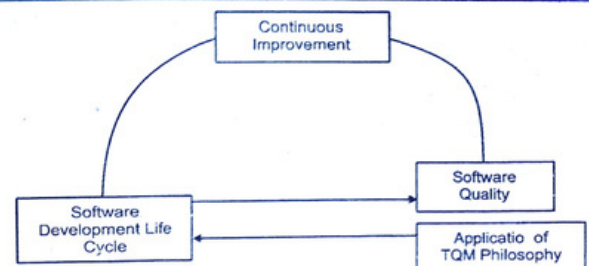 Continuous
Improvement
Software
Quality
Software
Development Life
Cycle
Applicatio of
TQM Philosophy